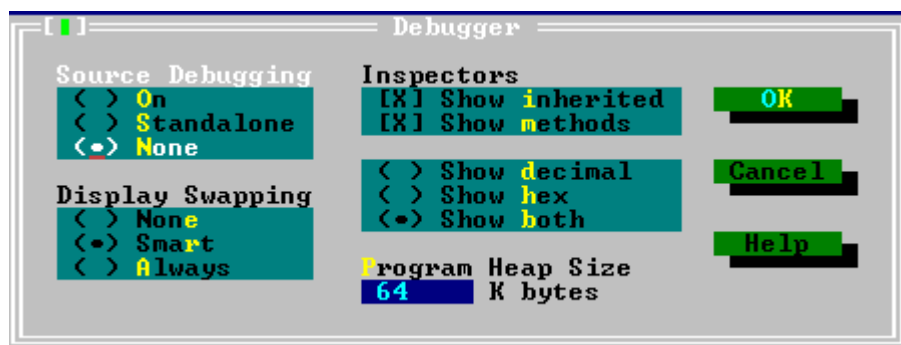 [▮] Debugger
Source Debugging
( ) On
( ) Standalone
(•) None
Display Swapping
( ) None
(•) Smart
( ) Always
Inspectors
[X] Show inherited
[X] Show methods
( ) Show decimal
( ) Show hex
(•) Show both
Program Heap Size
64 K bytes
OK
Cancel
Help